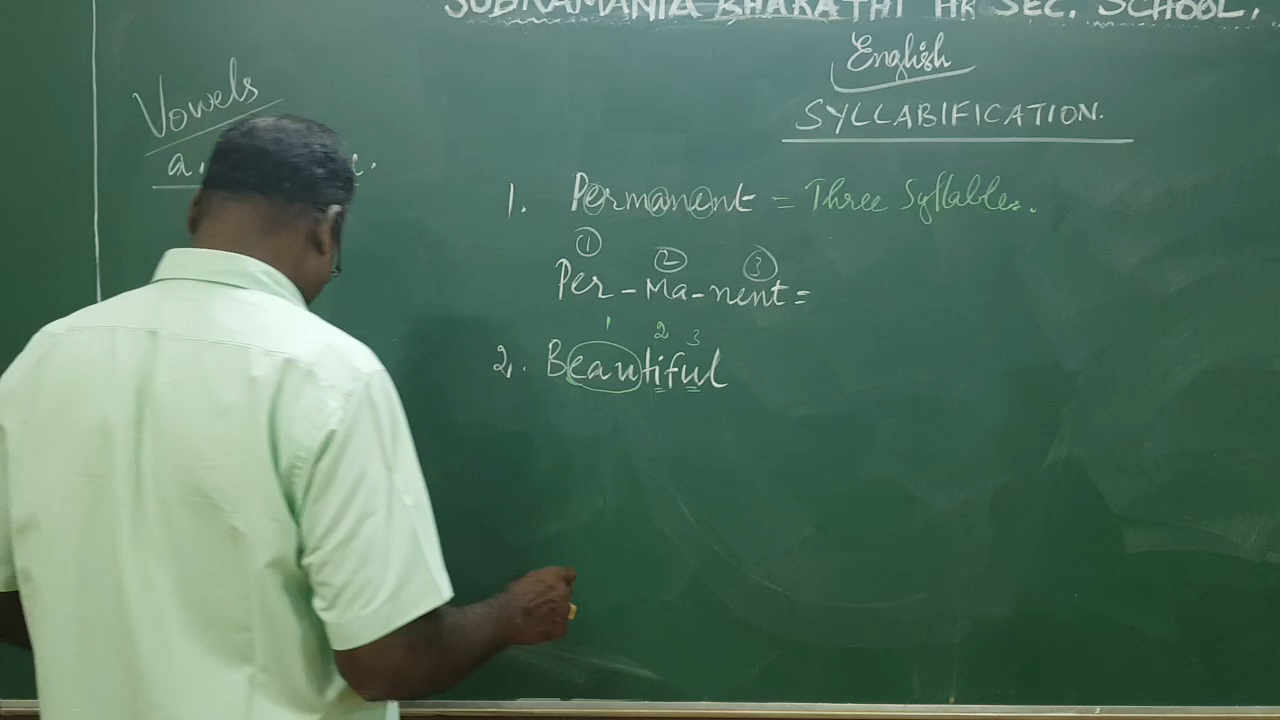 SUBRAMANIA BHARATHI HR SEC. SCHOOL,
English
SYLLABIFICATION.
Vowels
a.
1. Permanent = Three Syllables.
1 2 3
Per - Ma - nent =
1 2 3
2. Beautiful